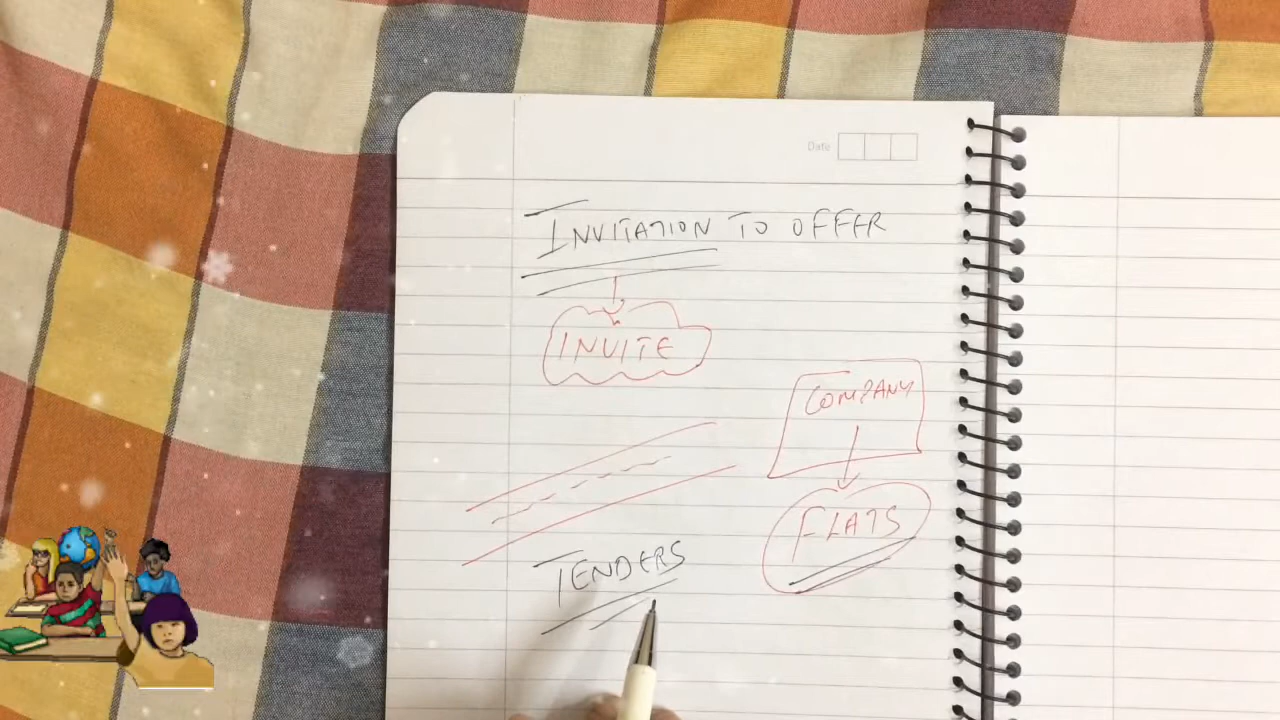 Date
INVITATION TO OFFER
INVITE
COMPANY
FLATS
TENDERS